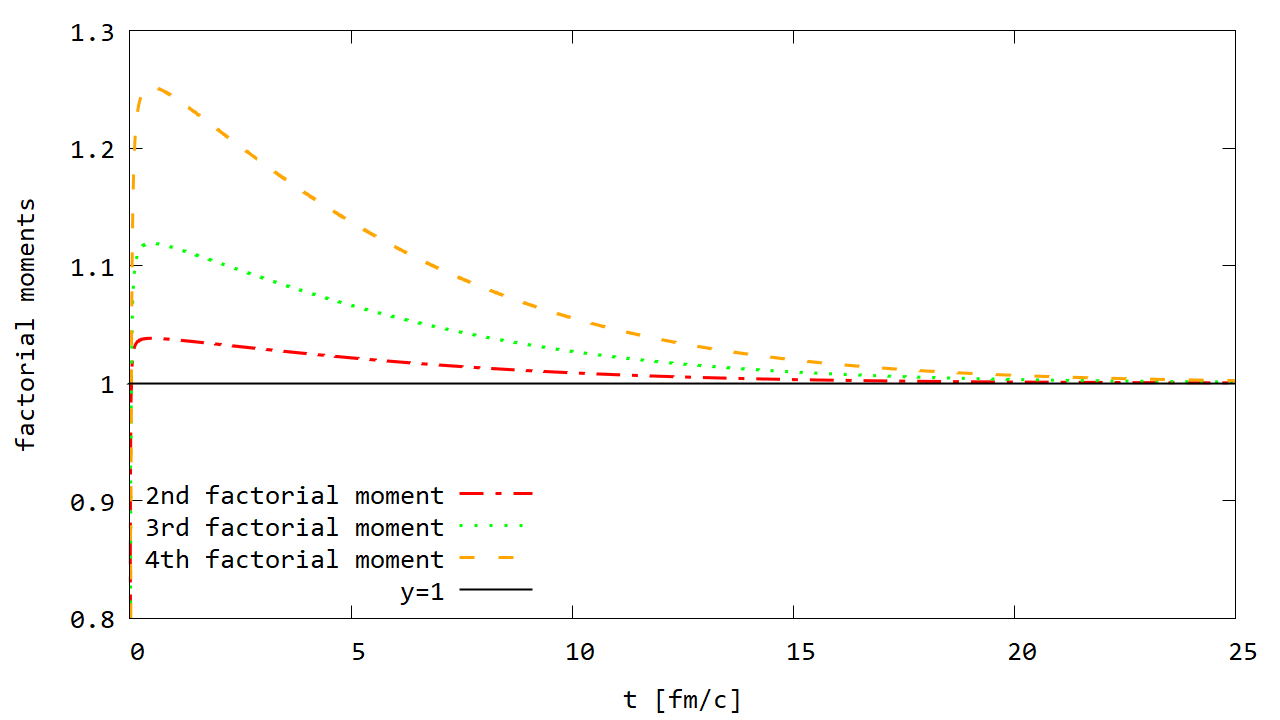 1.3
1.2
1.1
1
0.9
0.8
factorial moments
2nd factorial moment
3rd factorial moment
4th factorial moment
y=1
0 5 10 15 20 25
t [fm/c]